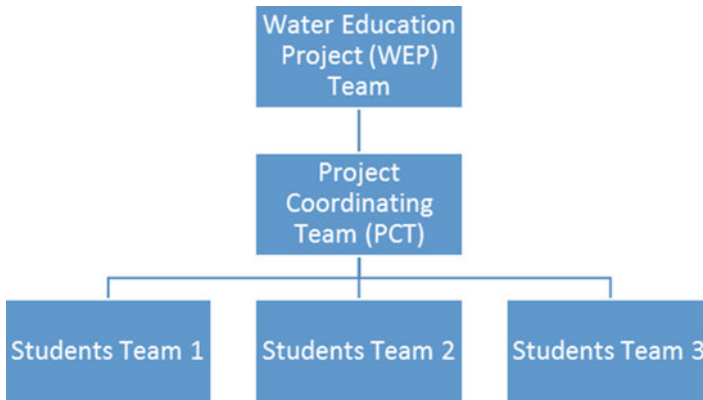 Water Education
Project (WEP)
Team
Project
Coordinating
Team (PCT)
Students Team 1
Students Team 2
Students Team 3